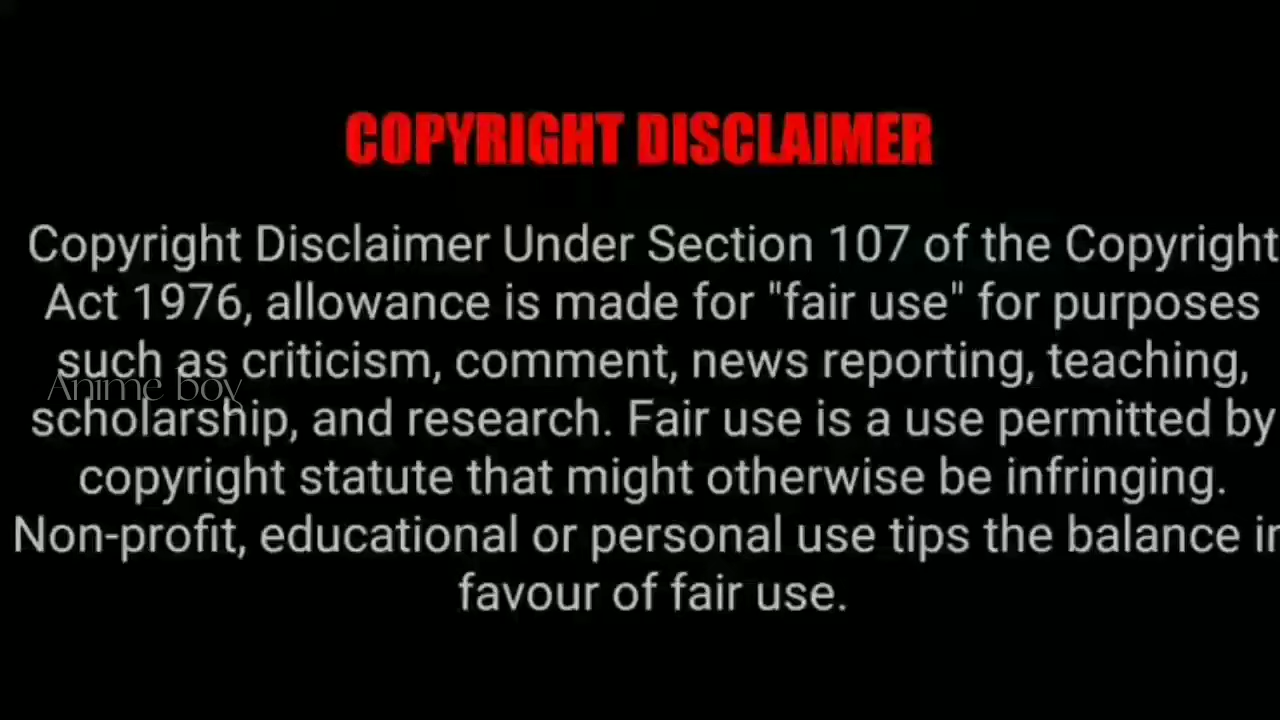 COPYRIGHT DISCLAIMER
Copyright Disclaimer Under Section 107 of the Copyright
Act 1976, allowance is made for "fair use" for purposes
such as criticism, comment, news reporting, teaching,
Anime boy
scholarship, and research. Fair use is a use permitted by
copyright statute that might otherwise be infringing.
Non-profit, educational or personal use tips the balance in
favour of fair use.